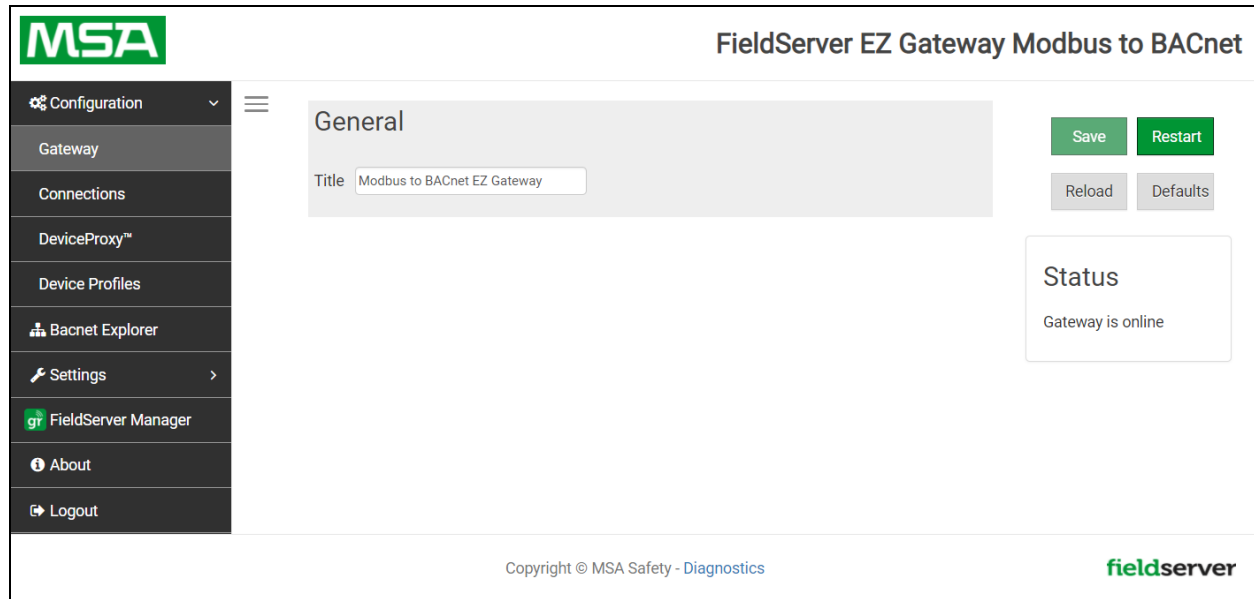 MSA
FieldServer EZ Gateway Modbus to BACnet
Configuration
Gateway
Connections
DeviceProxy™
Device Profiles
Bacnet Explorer
Settings
gr FieldServer Manager
About
Logout
General
Title Modbus to BACnet EZ Gateway
Save Restart
Reload Defaults
Status
Gateway is online
Copyright © MSA Safety - Diagnostics
fieldserver